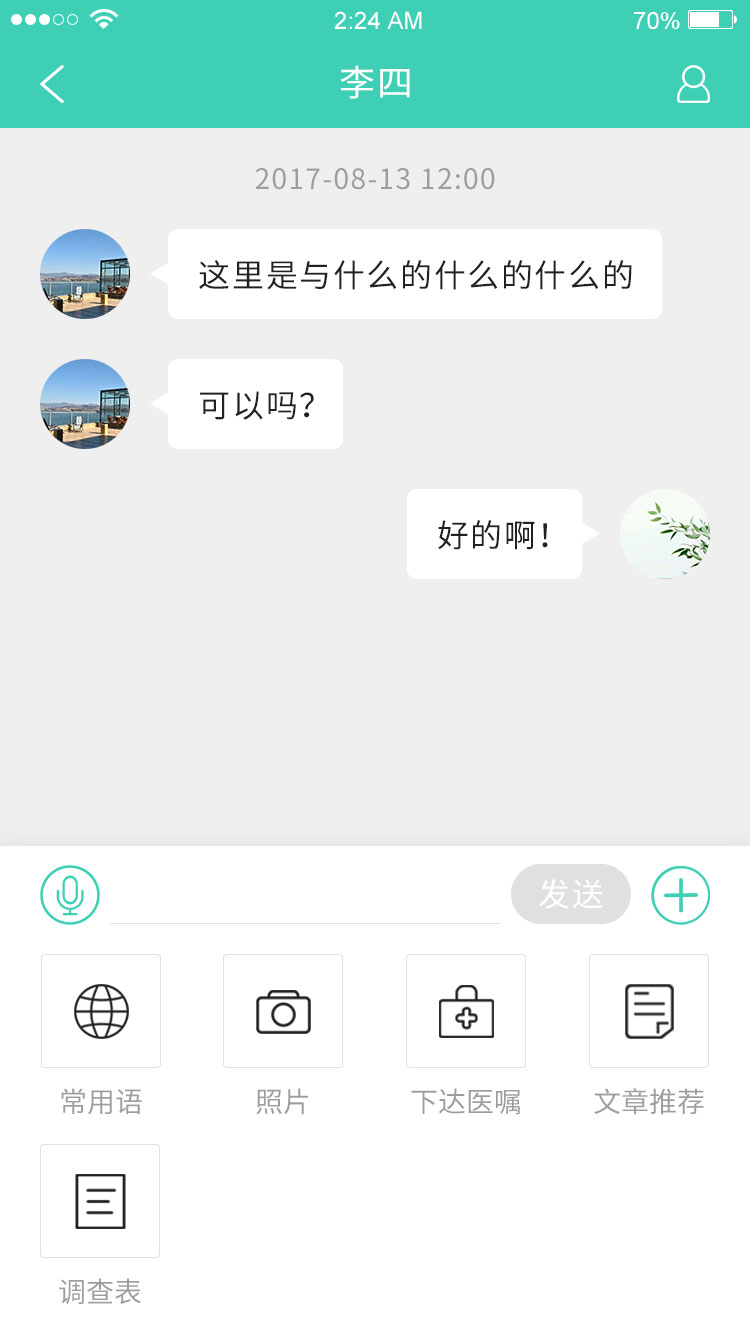 2:24 AM 70%
李四
2017-08-13 12:00
这里是与什么的什么的什么的
可以吗?
好的啊!
发送
常用语 照片 下达医嘱 文章推荐
调查表